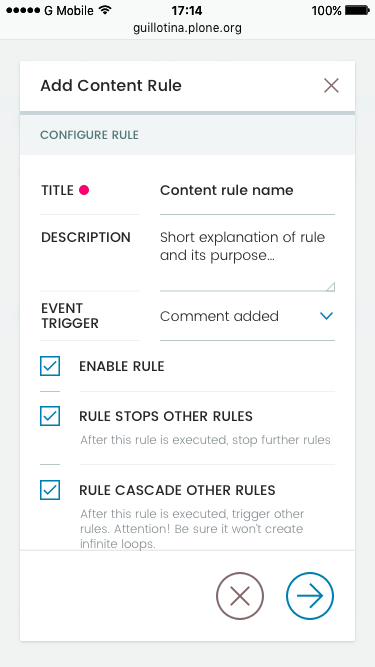 G Mobile 17:14 100%
guillotina.plone.org
Add Content Rule
CONFIGURE RULE
TITLE Content rule name
DESCRIPTION Short explanation of rule
and its purpose...
EVENT
TRIGGER Comment added
ENABLE RULE
RULE STOPS OTHER RULES
After this rule is executed, stop further rules
RULE CASCADE OTHER RULES
After this rule is executed, trigger other
rules. Attention! Be sure it won't create
infinite loops.